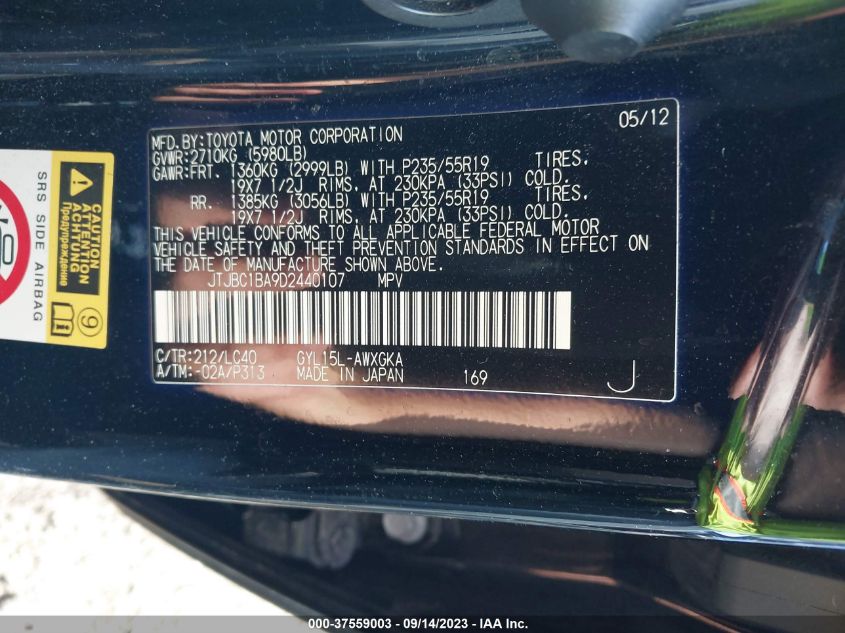 05/12
MFD.BY:TOYOTA MOTOR CORPORATION
GVWR:2710KG (5980LB)
GAWR:FRT. 1360KG (2999LB) WITH P235/55R19 TIRES.
19X7 1/2J RIMS. AT 230KPA (33PSI) COLD.
RR. 1385KG (3056LB) WITH P235/55R19 TIRES.
19X7 1/2J RIMS. AT 230KPA (33PSI) COLD.
THIS VEHICLE CONFORMS TO ALL APPLICABLE FEDERAL MOTOR
VEHICLE SAFETY AND THEFT PREVENTION STANDARDS IN EFFECT ON
THE DATE OF MANUFACTURE SHOWN ABOVE.
JTJBC1BA9D2440107 MPV
C/TR:212/LC40 GYL15L-AWXGKA
A/TM:-02A/P313 MADE IN JAPAN 169 J
SRS SIDE AIRBAG
CAUTION
ATTENTION
ACHTUNG
Предупреждение
9
000-37559003 - 09/14/2023 - IAA Inc.